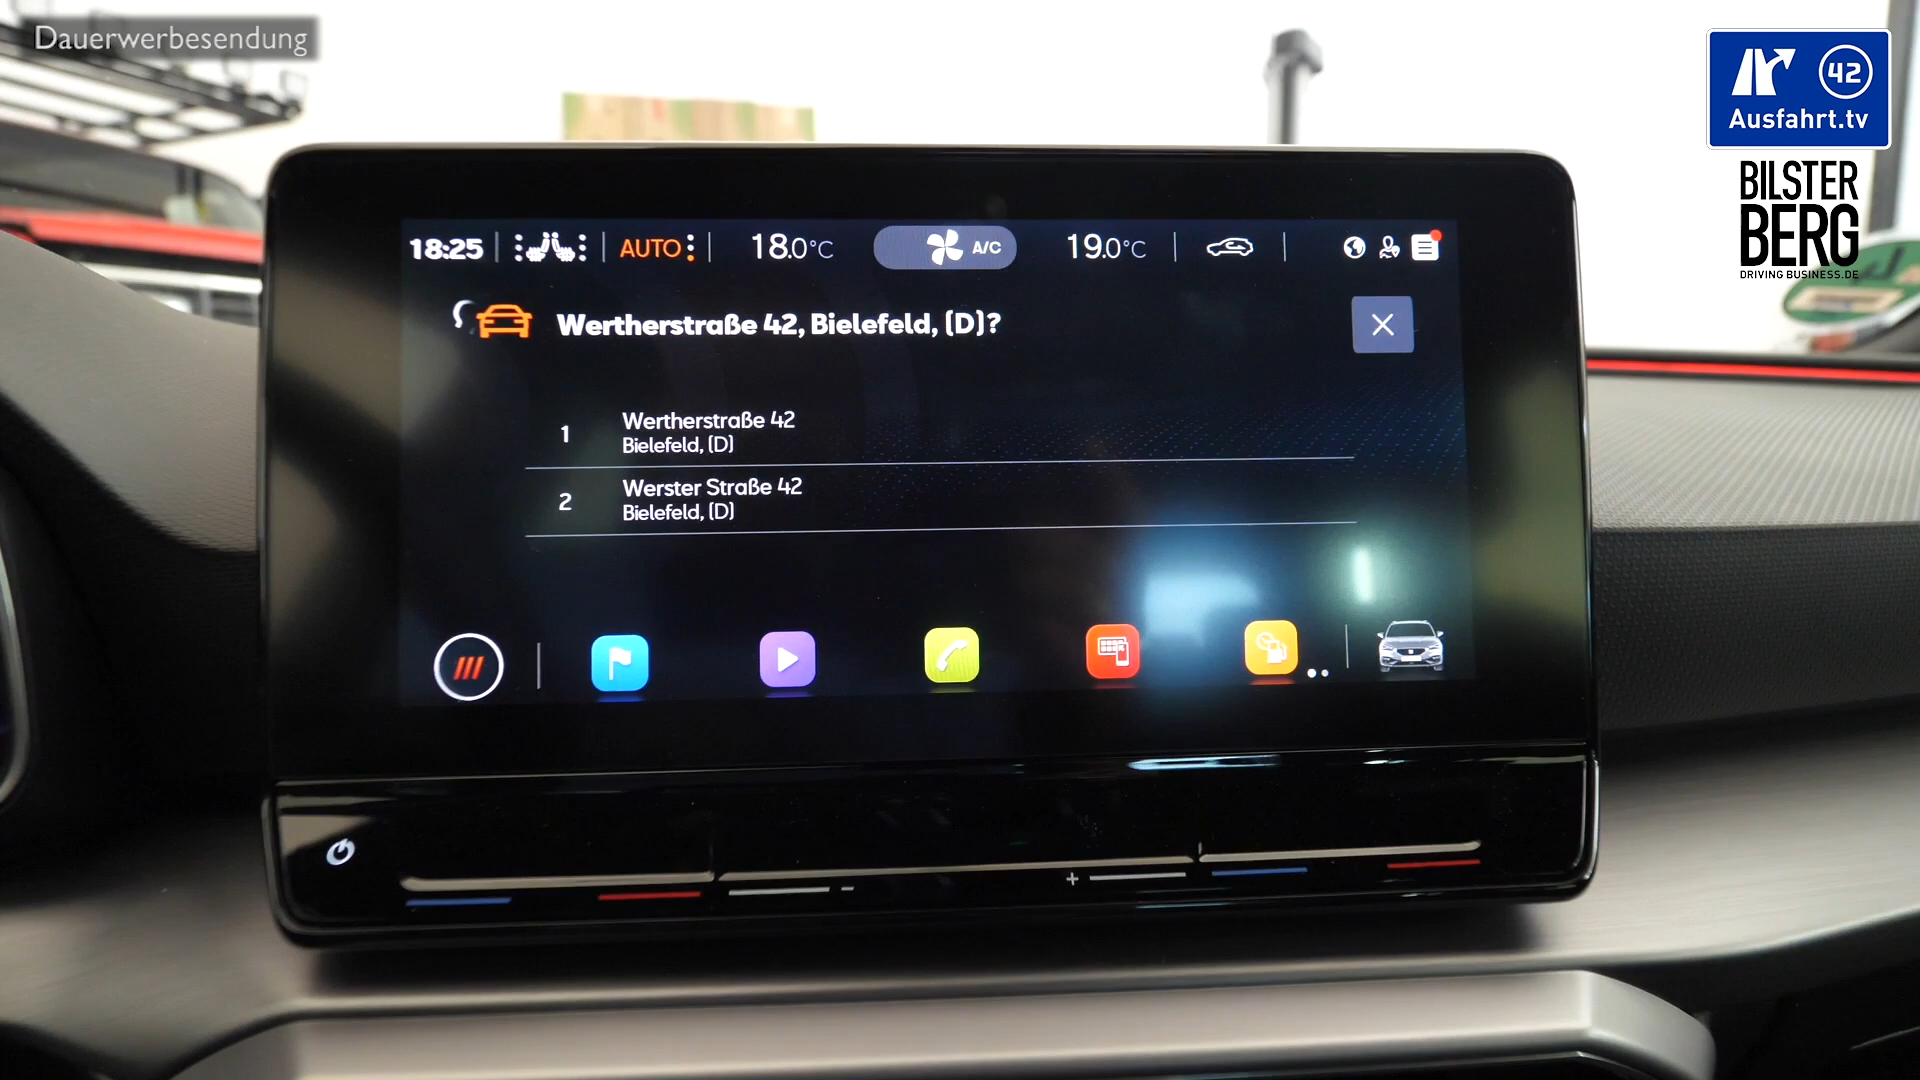 Dauerwerbesendung
42
Ausfahrt.tv
BILSTER
BERG
DRIVING BUSINESS.DE
18:25 AUTO 18.0°C A/C 19.0°C
Wertherstraße 42, Bielefeld, (D)?
1 Wertherstraße 42
Bielefeld, (D)
2 Werster Straße 42
Bielefeld, (D)
- +